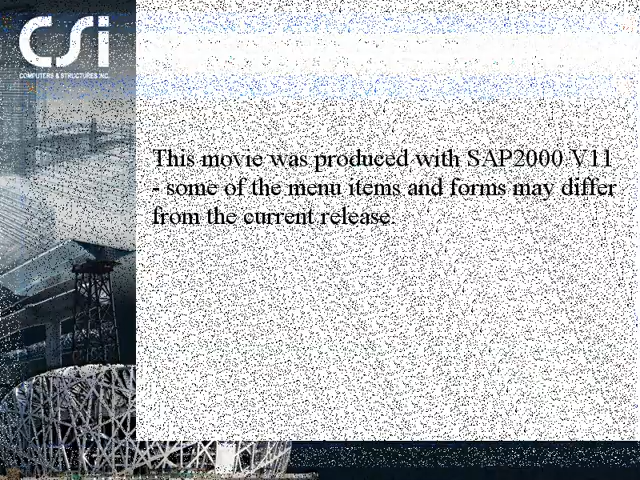 CSi
COMPUTERS & STRUCTURES INC.
This movie was produced with SAP2000 V11
- some of the menu items and forms may differ
from the current release.